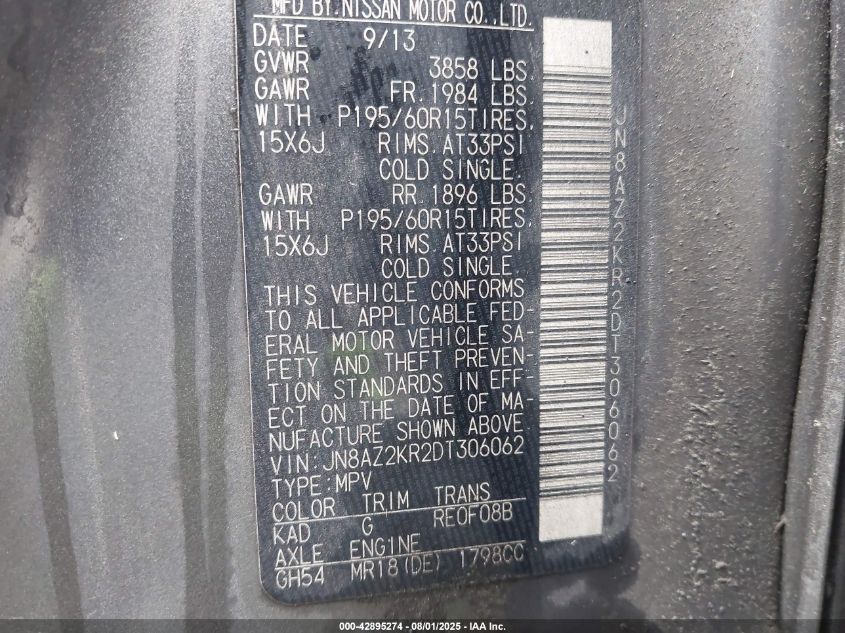 MFD BY.NISSAN MOTOR CO.,LTD.
DATE 9/13
GVWR 3858 LBS.
GAWR FR. 1984 LBS.
WITH P195/60R15TIRES,
15X6J RIMS. AT33PSI
COLD SINGLE.
GAWR RR. 1896 LBS.
WITH P195/60R15TIRES,
15X6J RIMS. AT33PSI
COLD SINGLE.
THIS VEHICLE CONFORMS
TO ALL APPLICABLE FED-
ERAL MOTOR VEHICLE SA-
FETY AND THEFT PREVEN-
TION STANDARDS IN EFF-
ECT ON THE DATE OF MA-
NUFACTURE SHOWN ABOVE
VIN:JN8AZ2KR2DT306062
TYPE:MPV
COLOR TRIM TRANS
KAD G RE0F08B
AXLE ENGINE
GH54 MR18(DE) 1798CC
JN8AZ2KR2DT306062
000-42895274 - 08/01/2025 - IAA Inc.